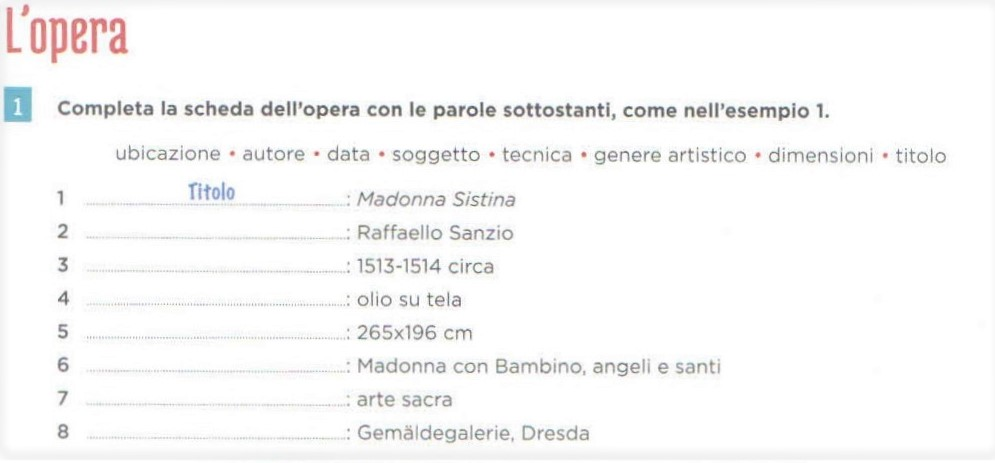 L'opera
1 Completa la scheda dell'opera con le parole sottostanti, come nell'esempio 1.
ubicazione • autore • data • soggetto • tecnica • genere artistico • dimensioni • titolo
1 Titolo : Madonna Sistina
2 : Raffaello Sanzio
3 : 1513-1514 circa
4 : olio su tela
5 : 265x196 cm
6 : Madonna con Bambino, angeli e santi
7 : arte sacra
8 : Gemäldegalerie, Dresda